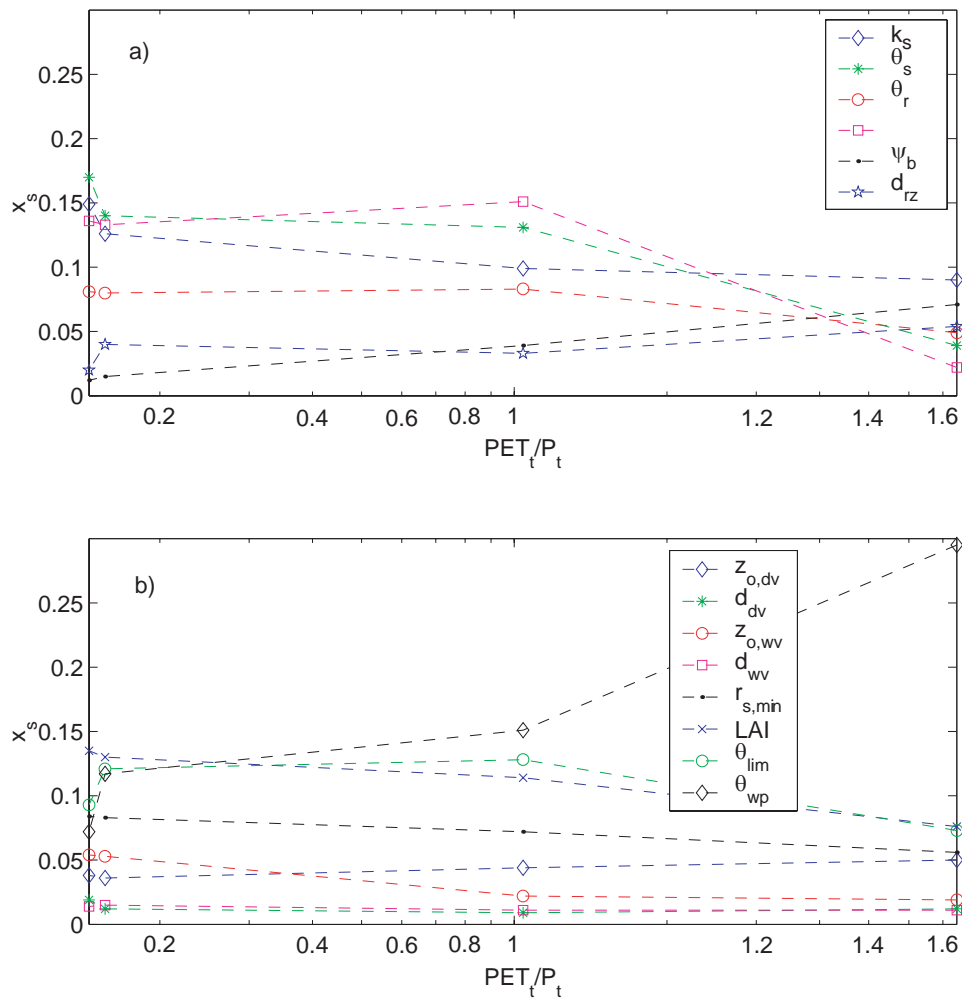 a)
k_s
θ_s
θ_r
ψ_b
d_rz
0.25
0.2
0.15
0.1
0.05
0
x_s
0.2 0.4 0.6 0.8 1 1.2 1.4 1.6
PET_t/P_t
b)
z_o,dv
d_dv
z_o,wv
d_wv
r_s,min
LAI
θ_lim
θ_wp
0.25
0.2
0.15
0.1
0.05
0
x_s
0.2 0.4 0.6 0.8 1 1.2 1.4 1.6
PET_t/P_t